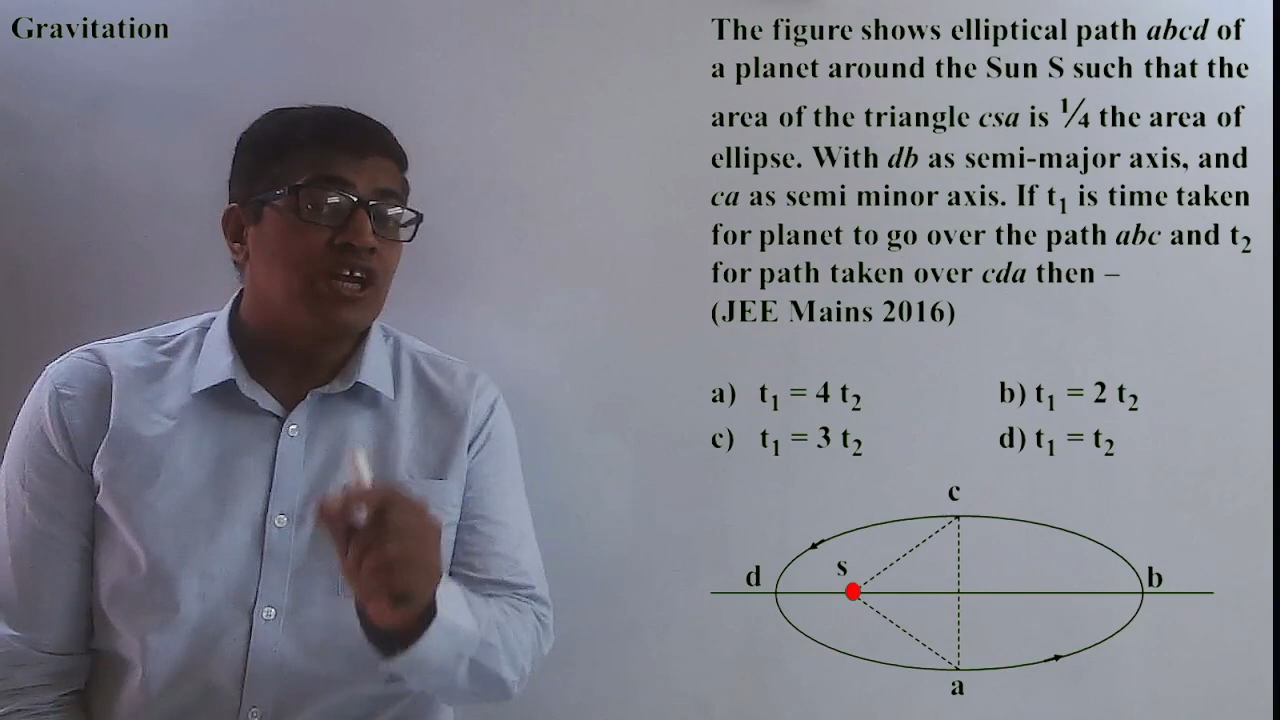 Gravitation
The figure shows elliptical path abcd of
a planet around the Sun S such that the
area of the triangle csa is ¼ the area of
ellipse. With db as semi-major axis, and
ca as semi minor axis. If t₁ is time taken
for planet to go over the path abc and t₂
for path taken over cda then –
(JEE Mains 2016)
a) t₁ = 4 t₂ b) t₁ = 2 t₂
c) t₁ = 3 t₂ d) t₁ = t₂
c
d s b
a